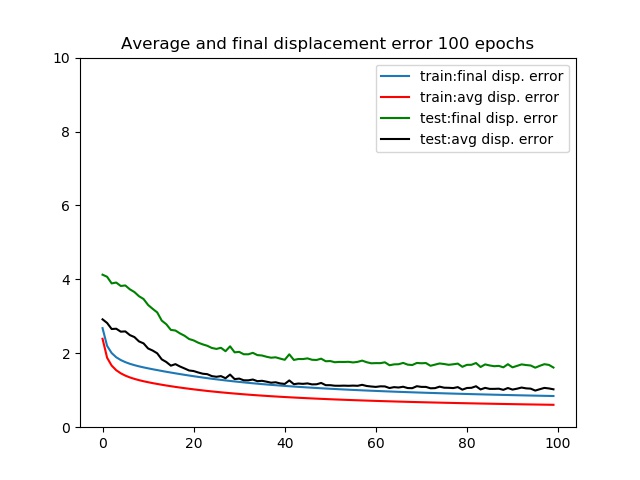 Average and final displacement error 100 epochs
10
8
6
4
2
0
train:final disp. error
train:avg disp. error
test:final disp. error
test:avg disp. error
0 20 40 60 80 100